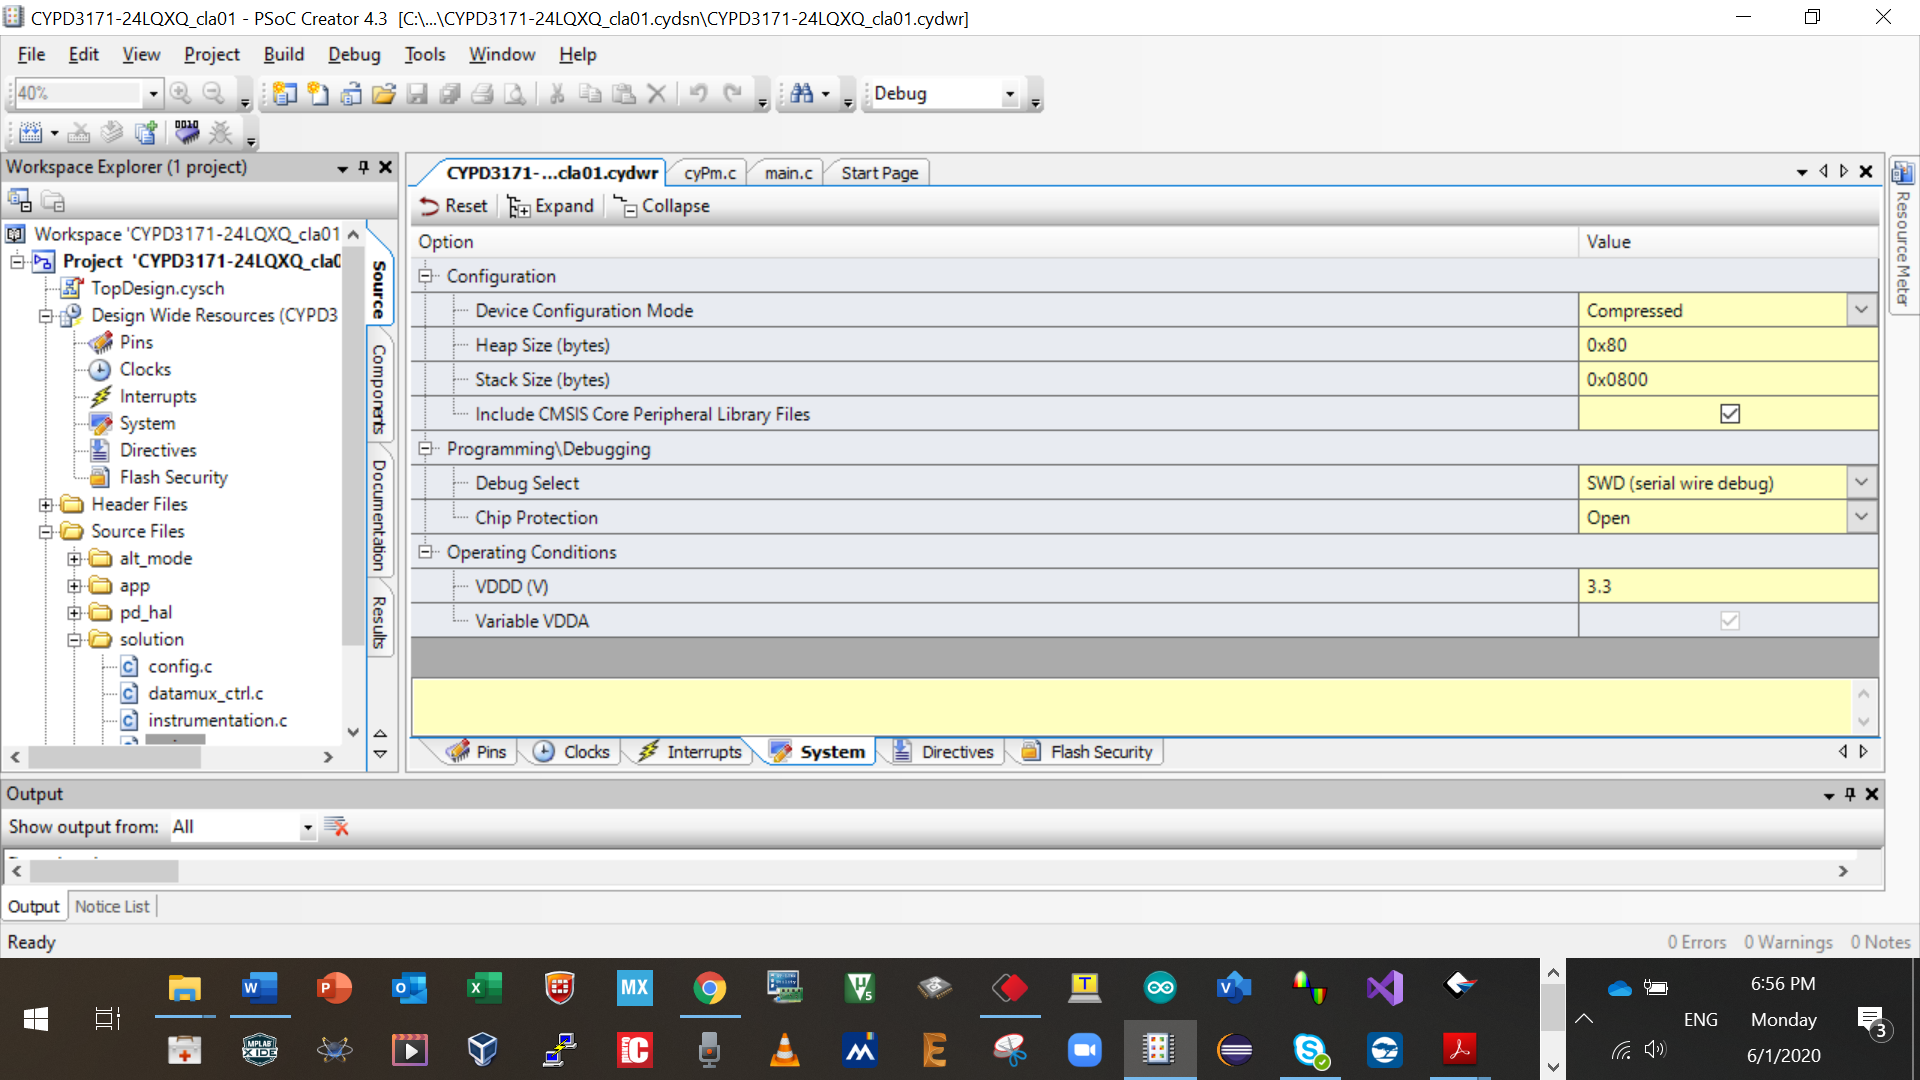 CYPD3171-24LQXQ_cla01 - PSoC Creator 4.3 [C:\...\CYPD3171-24LQXQ_cla01.cydsn\CYPD3171-24LQXQ_cla01.cydwr]
File Edit View Project Build Debug Tools Window Help
40%
Debug
Workspace Explorer (1 project)
Workspace 'CYPD3171-24LQXQ_cla01
Project 'CYPD3171-24LQXQ_cla0
TopDesign.cysch
Design Wide Resources (CYPD3
Pins
Clocks
Interrupts
System
Directives
Flash Security
Header Files
Source Files
alt_mode
app
pd_hal
solution
config.c
datamux_ctrl.c
instrumentation.c
Source
Components
Documentation
Results
CYPD3171-...cla01.cydwr cyPm.c main.c Start Page
Reset Expand Collapse
Option Value
Configuration
Device Configuration Mode Compressed
Heap Size (bytes) 0x80
Stack Size (bytes) 0x0800
Include CMSIS Core Peripheral Library Files
Programming\Debugging
Debug Select SWD (serial wire debug)
Chip Protection Open
Operating Conditions
VDDD (V) 3.3
Variable VDDA
Pins Clocks Interrupts System Directives Flash Security
Resource Meter
Output
Show output from: All
Output Notice List
Ready 0 Errors 0 Warnings 0 Notes
MX
MPLAB
X IDE
6:56 PM
ENG Monday
6/1/2020
3